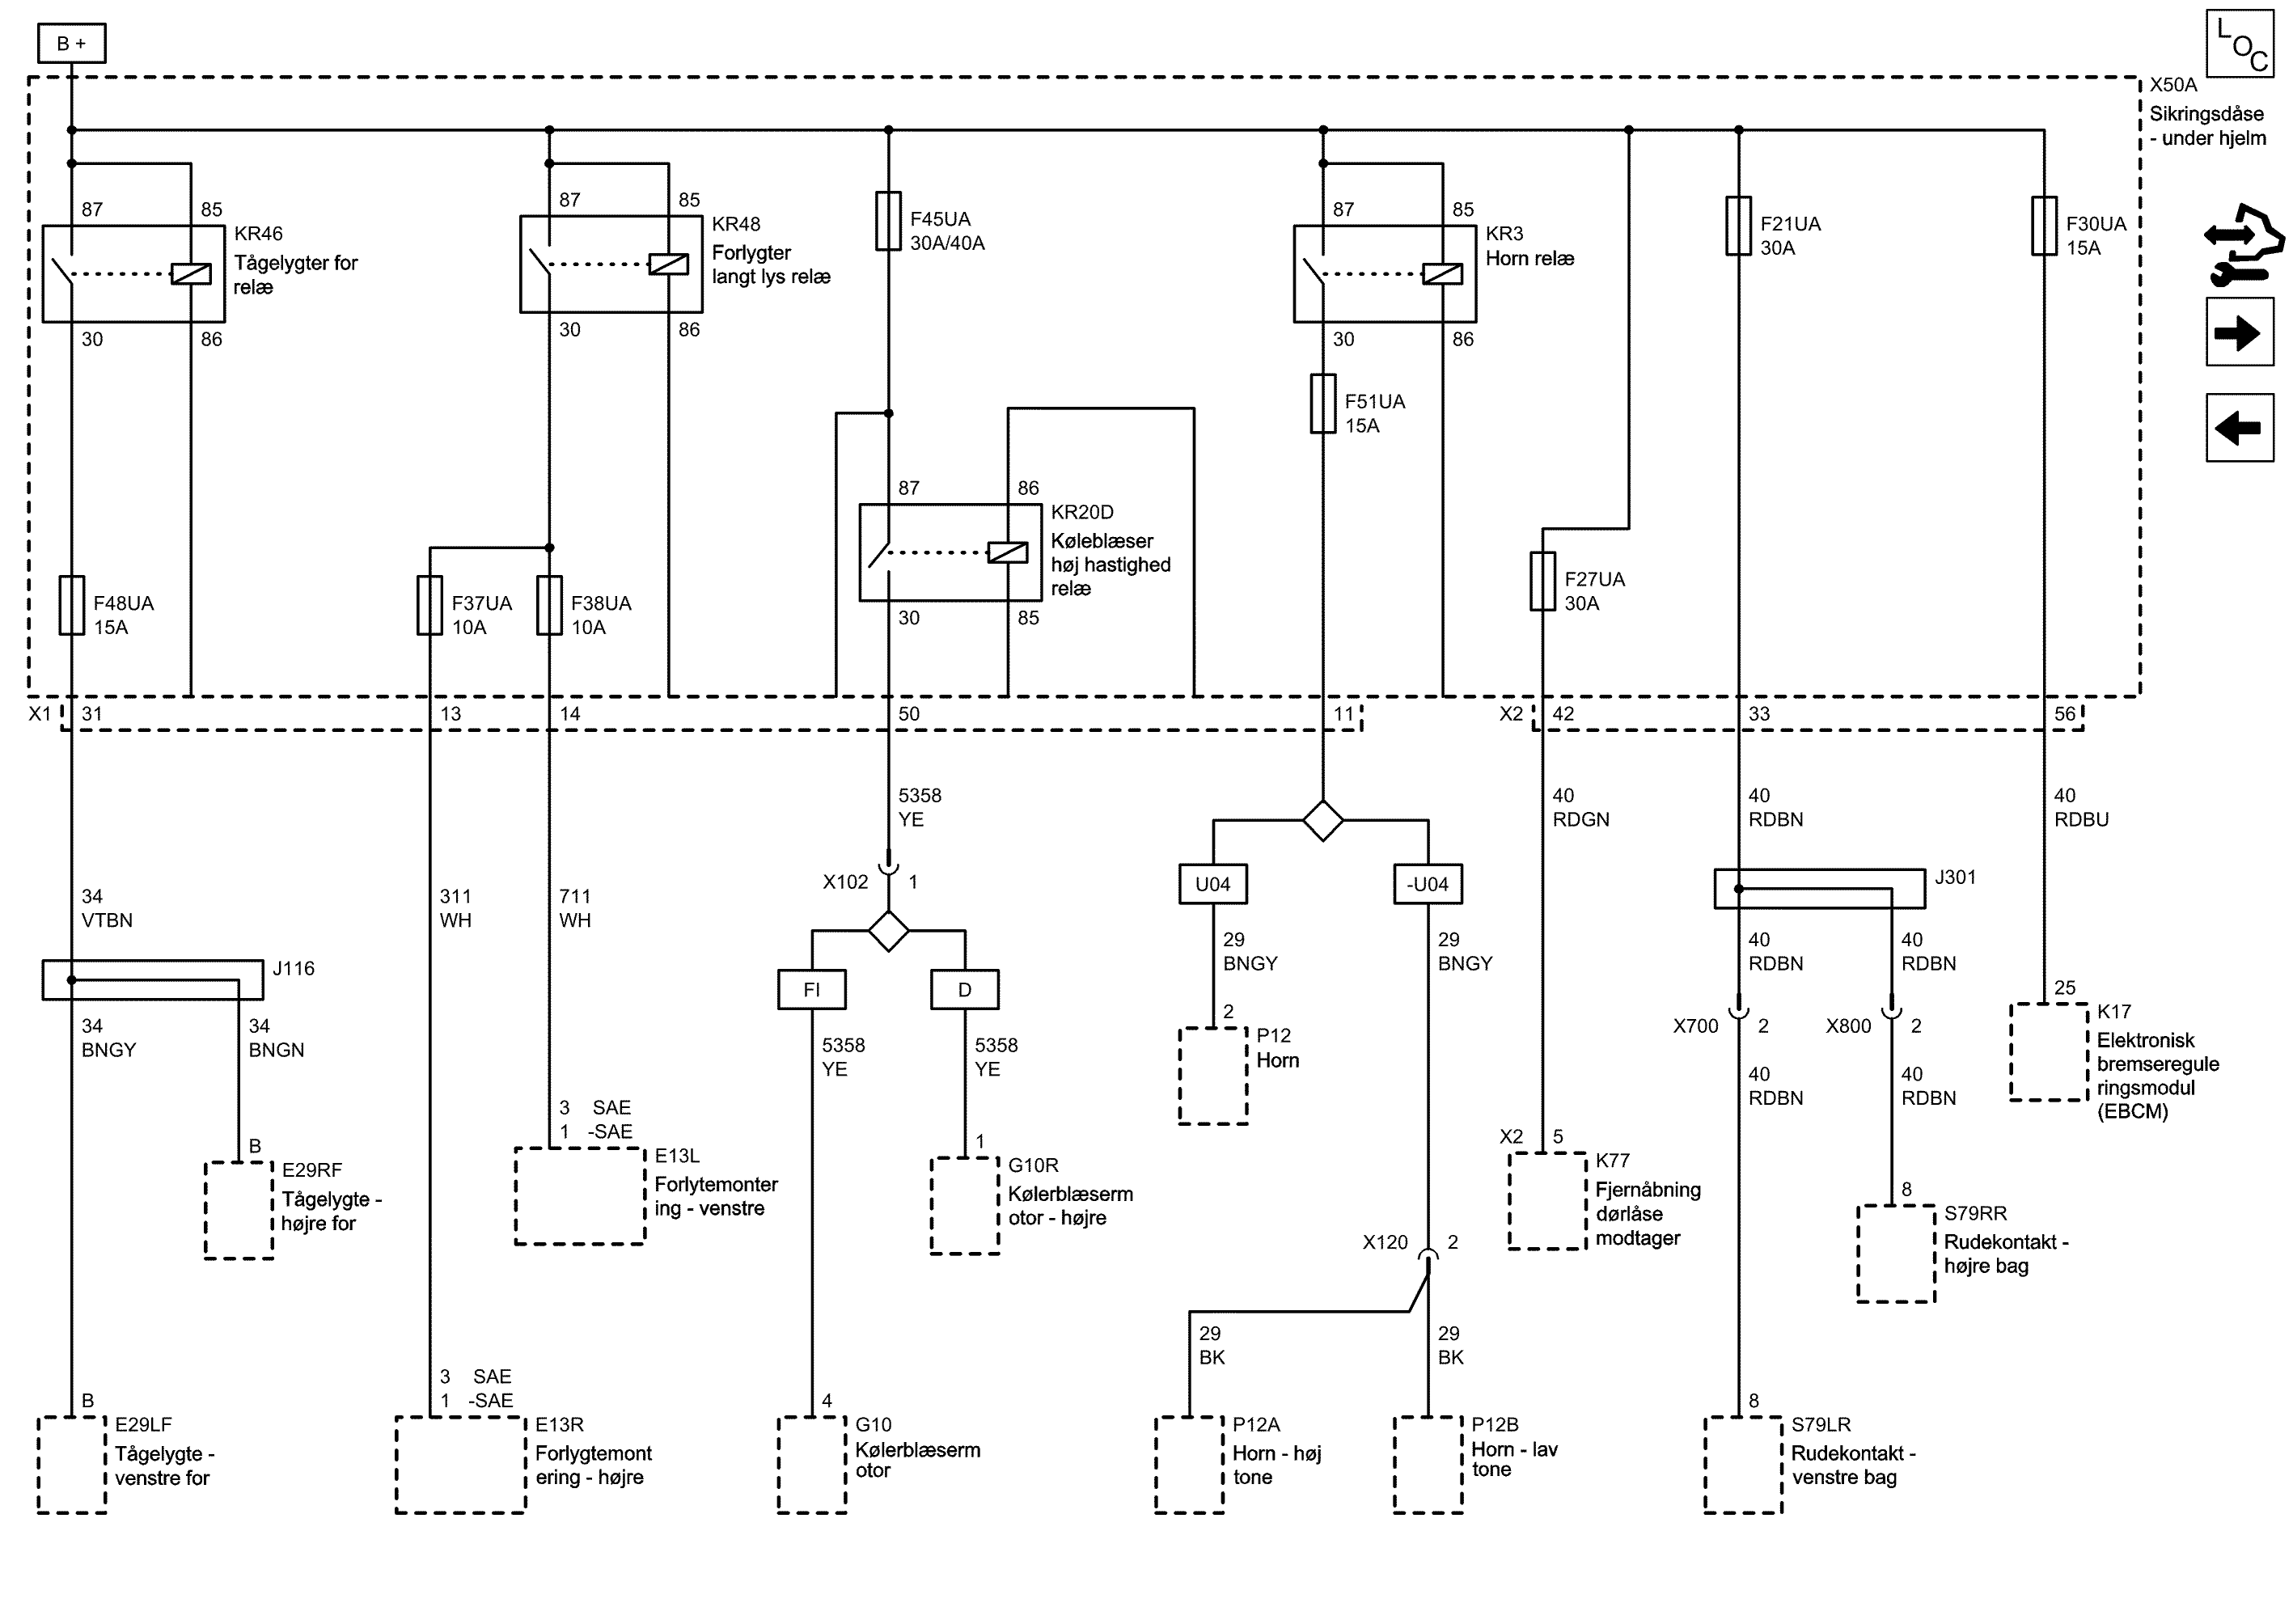 B +
LOC
X50A
Sikringsdåse
- under hjelm
87
85
KR46
Tågelygter for
relæ
30
86
87
85
KR48
Forlygter
langt lys relæ
30
86
F45UA
30A/40A
87
85
KR3
Horn relæ
30
86
F51UA
15A
F21UA
30A
F30UA
15A
87
86
KR20D
Køleblæser
høj hastighed
relæ
30
85
F48UA
15A
F37UA
10A
F38UA
10A
F27UA
30A
X1
31
13
14
50
11
X2
42
33
56
5358
YE
40
RDGN
40
RDBN
40
RDBU
X102
1
34
VTBN
311
WH
711
WH
U04
-U04
J301
J116
FI
D
29
BNGY
29
BNGY
40
RDBN
40
RDBN
34
BNGY
34
BNGN
5358
YE
5358
YE
2
P12
Horn
X700
2
X800
2
25
K17
Elektronisk
bremseregule
ringsmodul
(EBCM)
40
RDBN
40
RDBN
3 SAE
1 -SAE
E13L
Forlytemonter
ing - venstre
B
E29RF
Tågelygte -
højre for
1
G10R
Kølerblæserm
otor - højre
X2
5
K77
Fjernåbning
dørlåse
modtager
8
S79RR
Rudekontakt -
højre bag
X120
2
29
BK
29
BK
B
E29LF
Tågelygte -
venstre for
3 SAE
1 -SAE
E13R
Forlygtemont
ering - højre
4
G10
Kølerblæserm
otor
P12A
Horn - høj
tone
P12B
Horn - lav
tone
8
S79LR
Rudekontakt -
venstre bag